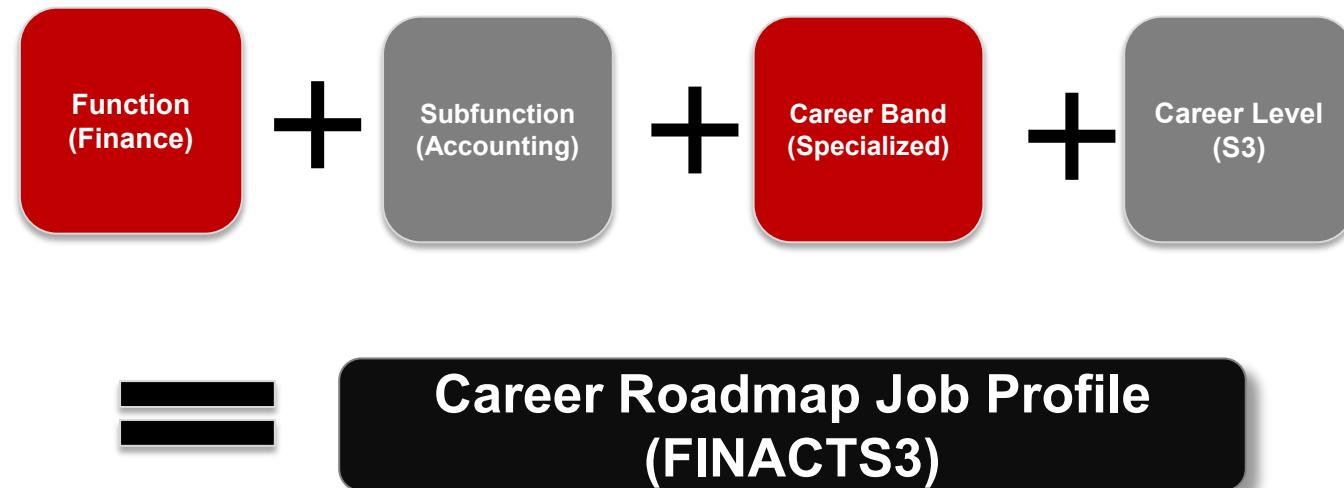 Function
(Finance)
Subfunction
(Accounting)
Career Band
(Specialized)
Career Level
(S3)
Career Roadmap Job Profile
(FINACTS3)